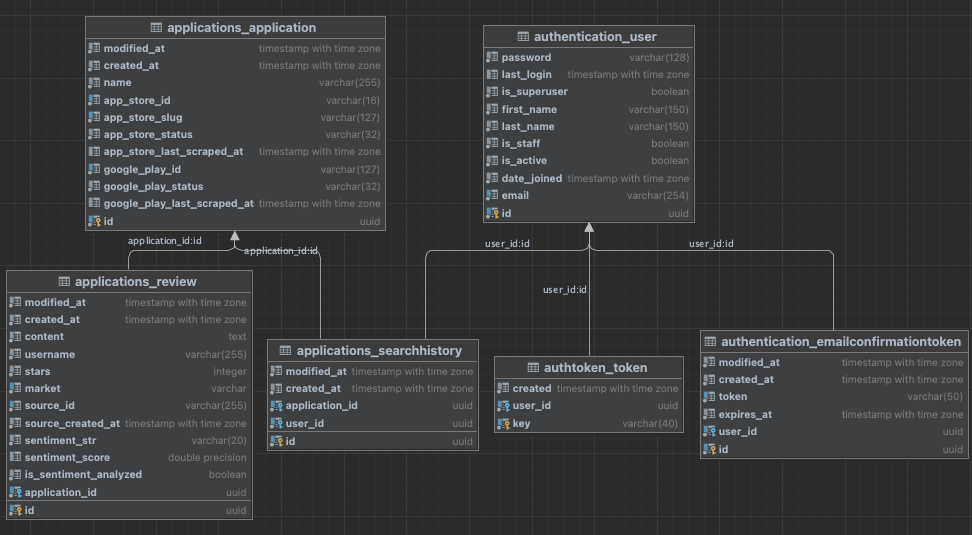 applications_application
modified_at timestamp with time zone
created_at timestamp with time zone
name varchar(255)
app_store_id varchar(16)
app_store_slug varchar(127)
app_store_status varchar(32)
app_store_last_scraped_at timestamp with time zone
google_play_id varchar(127)
google_play_status varchar(32)
google_play_last_scraped_at timestamp with time zone
id uuid
authentication_user
password varchar(128)
last_login timestamp with time zone
is_superuser boolean
first_name varchar(150)
last_name varchar(150)
is_staff boolean
is_active boolean
date_joined timestamp with time zone
email varchar(254)
id uuid
application_id:id
application_id:id
user_id:id
user_id:id
user_id:id
applications_review
modified_at timestamp with time zone
created_at timestamp with time zone
content text
username varchar(255)
stars integer
market varchar
source_id varchar(255)
source_created_at timestamp with time zone
sentiment_str varchar(20)
sentiment_score double precision
is_sentiment_analyzed boolean
application_id uuid
id uuid
applications_searchhistory
modified_at timestamp with time zone
created_at timestamp with time zone
application_id uuid
user_id uuid
id uuid
authtoken_token
created timestamp with time zone
user_id uuid
key varchar(40)
authentication_emailconfirmationtoken
modified_at timestamp with time zone
created_at timestamp with time zone
token varchar(50)
expires_at timestamp with time zone
user_id uuid
id uuid